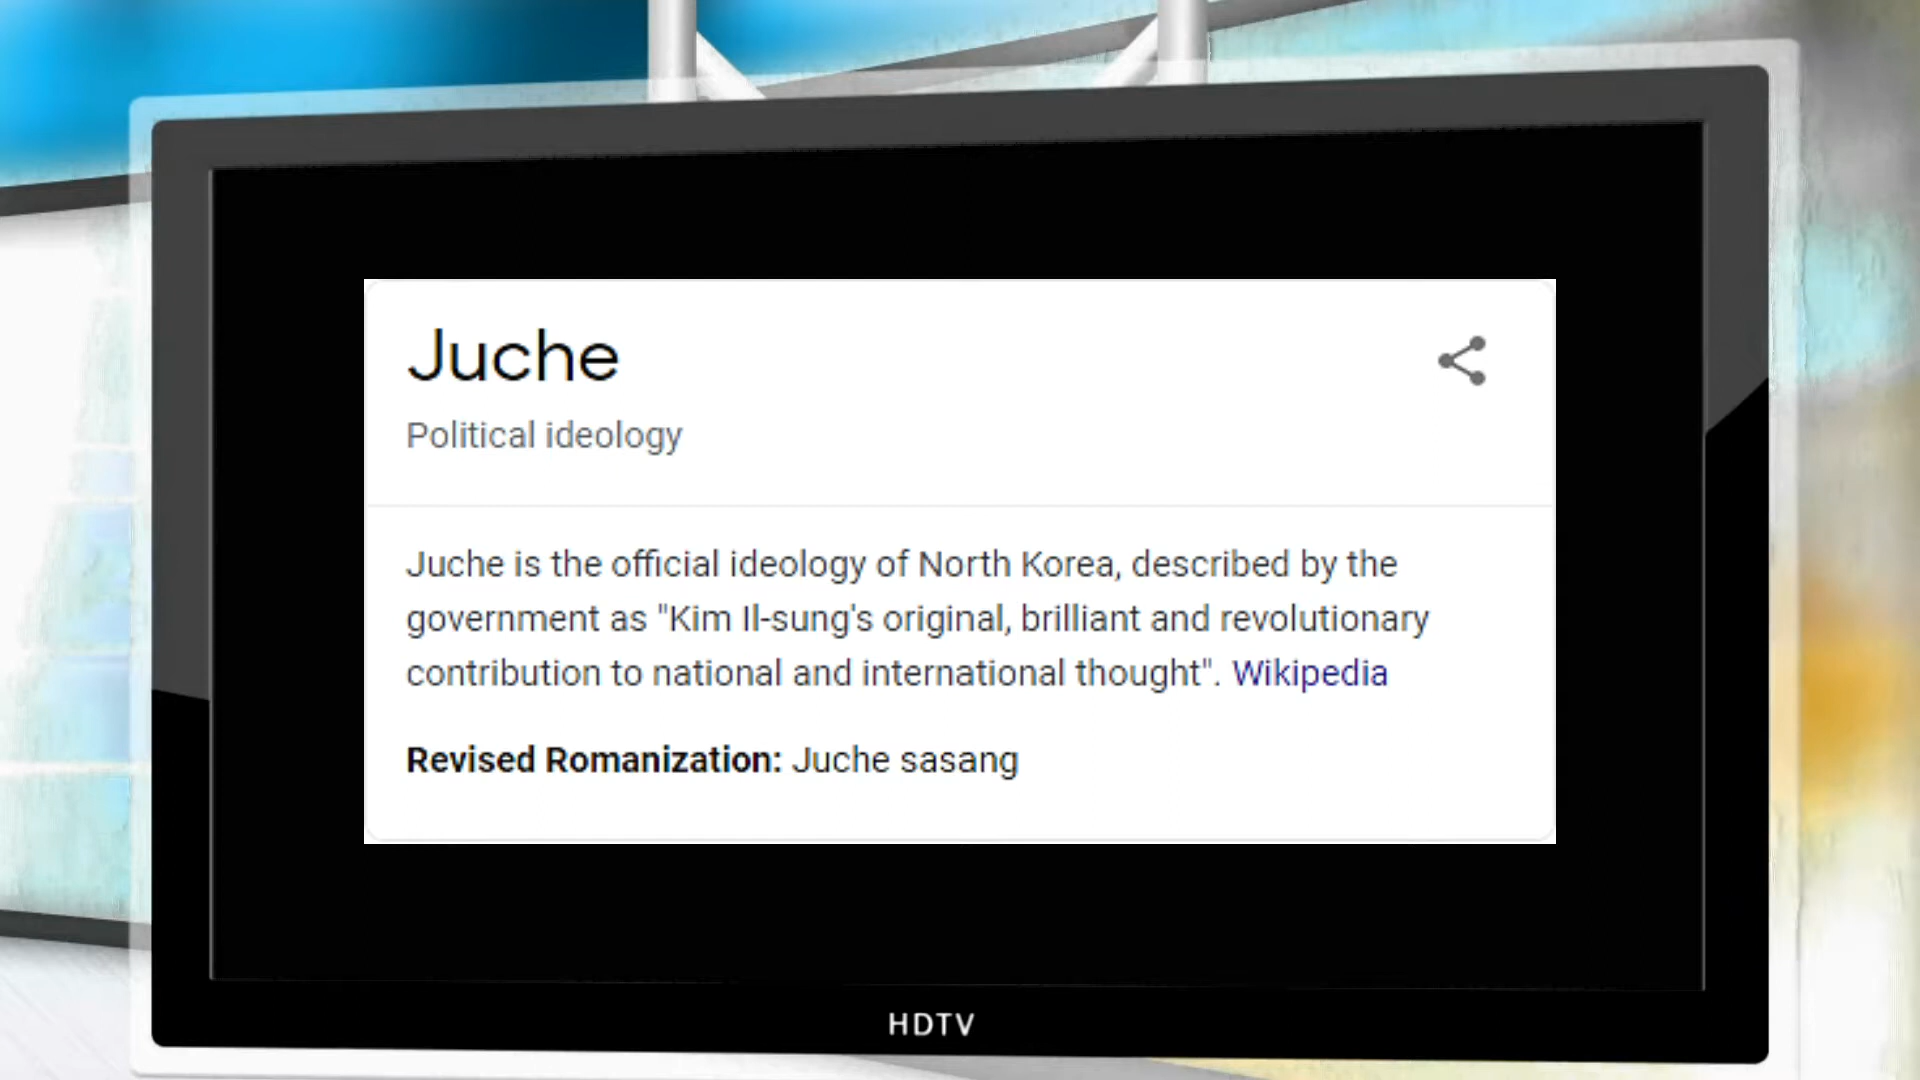 Juche
Political ideology
Juche is the official ideology of North Korea, described by the
government as "Kim Il-sung's original, brilliant and revolutionary
contribution to national and international thought". Wikipedia
Revised Romanization: Juche sasang
HDTV